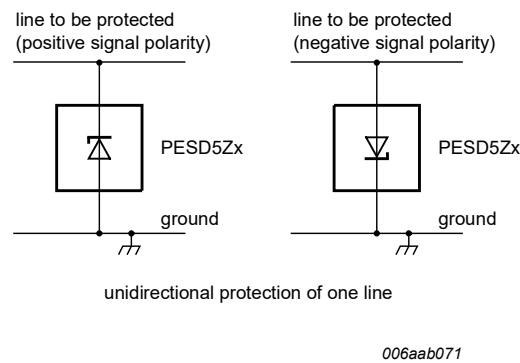 line to be protected
(positive signal polarity)
PESD5Zx
ground
line to be protected
(negative signal polarity)
PESD5Zx
ground
unidirectional protection of one line
006aab071